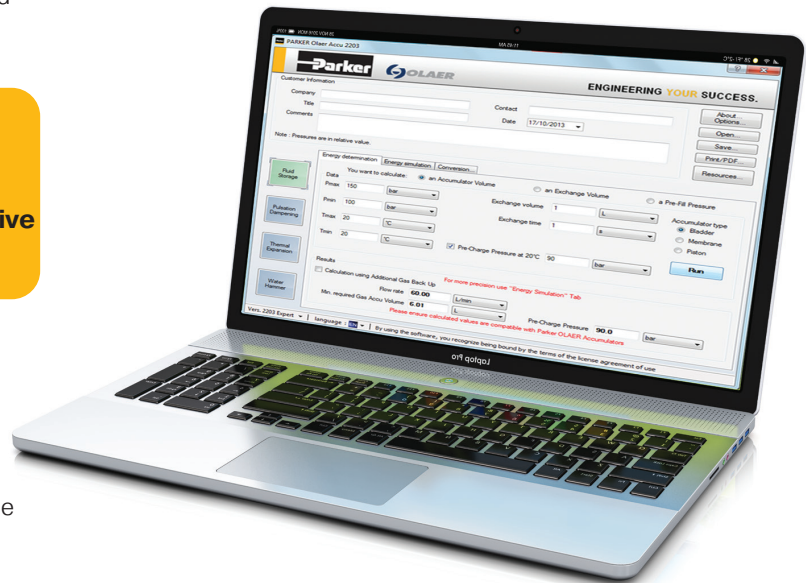 ive
e
PARKER Olaer Accu 2203
Parker OLAER
ENGINEERING YOUR SUCCESS.
Customer Information
Company
Title
Comments
Contact
Date 17/10/2013
About...
Options...
Open...
Save...
Print/PDF...
Resources...
Note : Pressures are in relative value.
Energy determination Energy simulation Conversion...
Fluid
Storage
Pulsation
Dampening
Thermal
Expansion
Water
Hammer
Data You want to calculate: an Accumulator Volume an Exchange Volume a Pre-Fill Pressure
Pmax 150 bar Exchange volume 1 L
Pmin 100 bar Exchange time 1 s
Tmax 20 °C
Tmin 20 °C Pre-Charge Pressure at 20°C 90 bar
Accumulator type
Bladder
Membrane
Piston
Run
Results
Calculation using Additional Gas Back Up For more precision use "Energy Simulation" Tab
Flow rate 60.00 L/min
Min. required Gas Accu Volume 6.01 L Pre-Charge Pressure 90.0 bar
Please ensure calculated values are compatible with Parker OLAER Accumulators
Vers. 2203 Expert language : EN By using the software, you recognize being bound by the terms of the license agreement of use
Laptop Pro